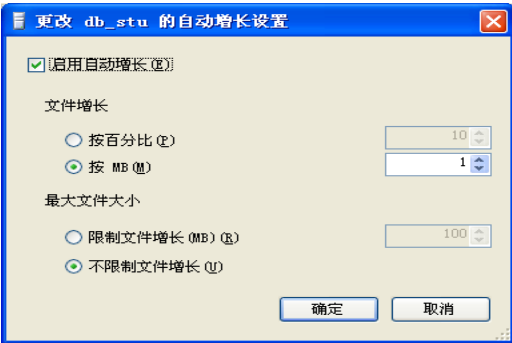 更改 db_stu 的自动增长设置
启用自动增长(E)
文件增长
按百分比(P) 10
按 MB(M) 1
最大文件大小
限制文件增长(MB)(R) 100
不限制文件增长(U)
确定 取消